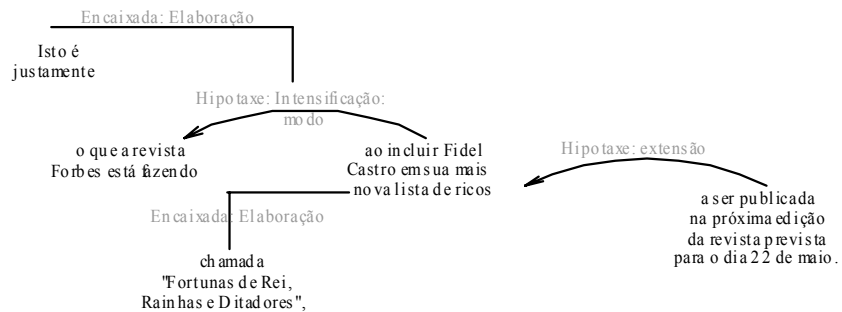 Encaixada: Elaboração
Isto é
justamente
Hipotaxe: Intensificação:
modo
o que a revista
Forbes está fazendo
ao incluir Fidel
Castro em sua mais
nova lista de ricos
Hipotaxe: extensão
a ser publicada
na próxima edição
da revista prevista
para o dia 22 de maio.
Encaixada: Elaboração
chamada
"Fortunas de Rei,
Rainhas e Ditadores",